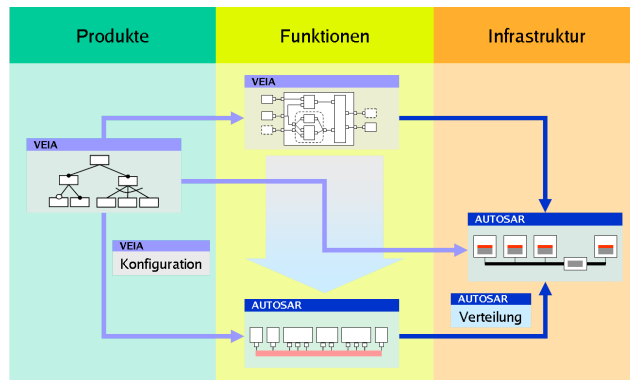 Produkte
Funktionen
Infrastruktur
VEIA
VEIA
AUTOSAR
VEIA
Konfiguration
AUTOSAR
AUTOSAR
Verteilung